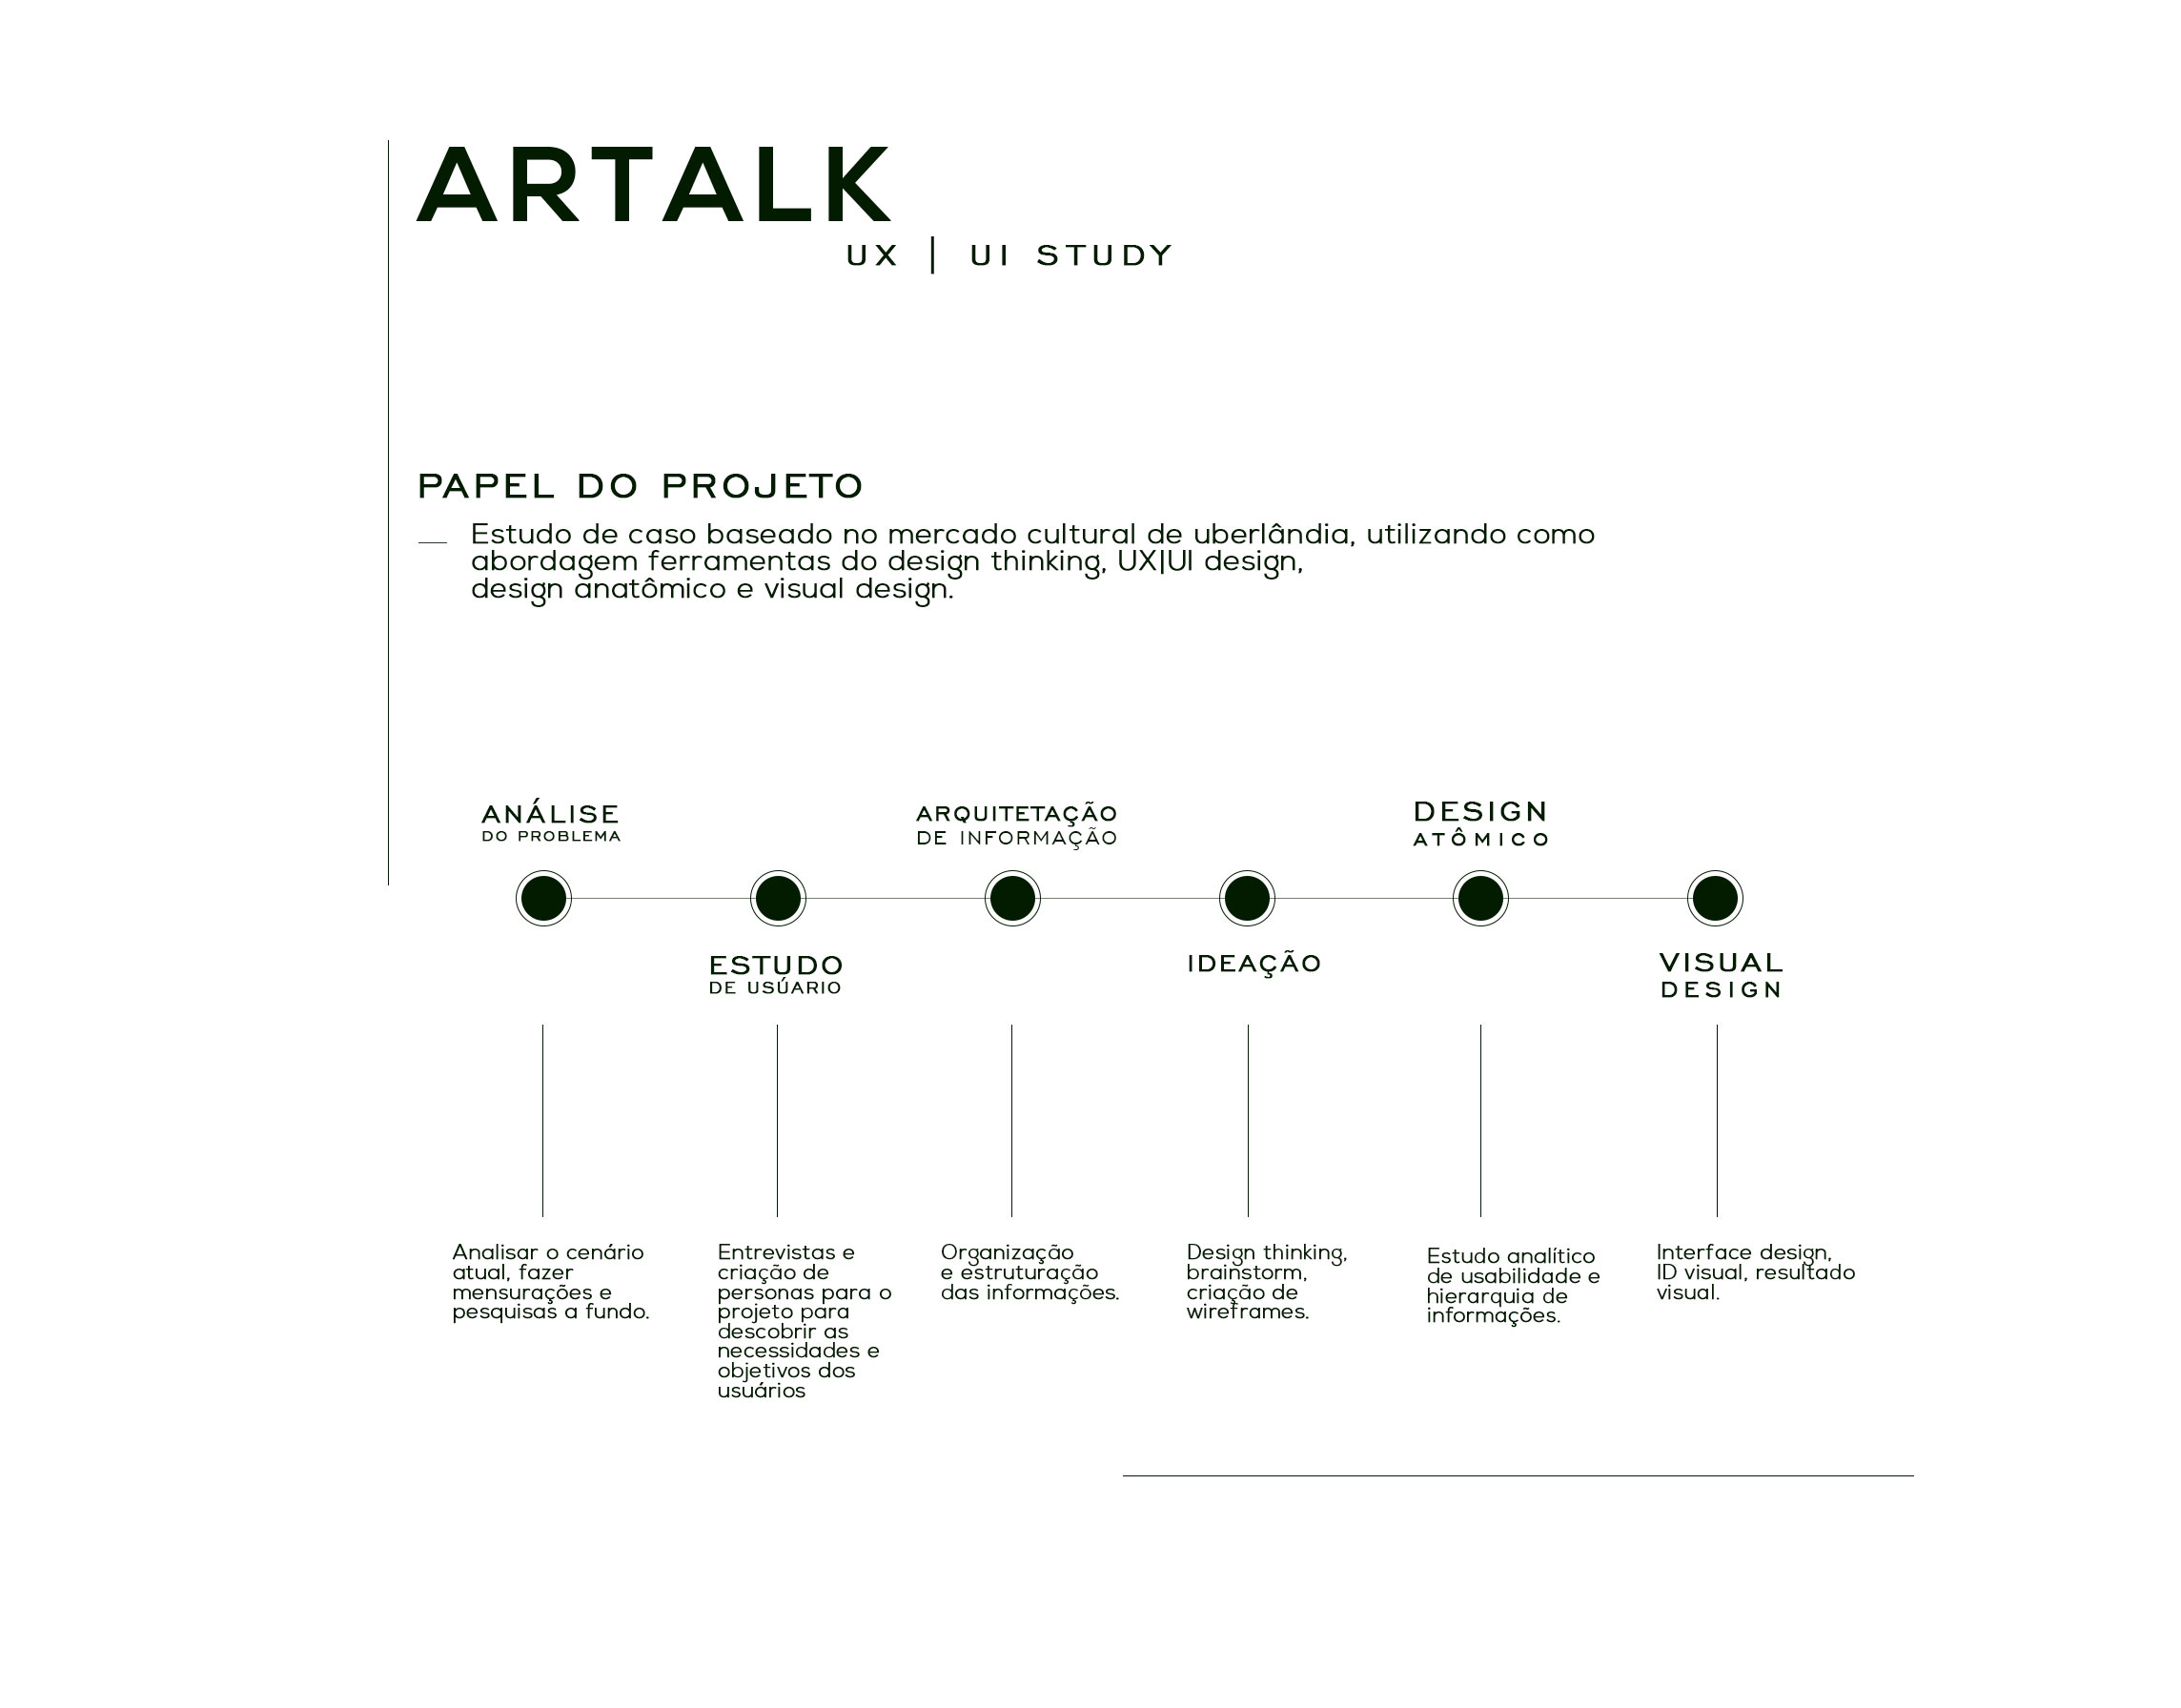 ARTALK
UX | UI STUDY
PAPEL DO PROJETO
Estudo de caso baseado no mercado cultural de uberlândia, utilizando como
abordagem ferramentas do design thinking, UX|UI design,
design anatômico e visual design.
ANÁLISE
DO PROBLEMA
ESTUDO
DE USÚARIO
ARQUITETAÇÃO
DE INFORMAÇÃO
IDEAÇÃO
DESIGN
ATÔMICO
VISUAL
DESIGN
Analisar o cenário
atual, fazer
mensurações e
pesquisas a fundo.
Entrevistas e
criação de
personas para o
projeto para
descobrir as
necessidades e
objetivos dos
usuários
Organização
e estruturação
das informações.
Design thinking,
brainstorm,
criação de
wireframes.
Estudo analítico
de usabilidade e
hierarquia de
informações.
Interface design,
ID visual, resultado
visual.